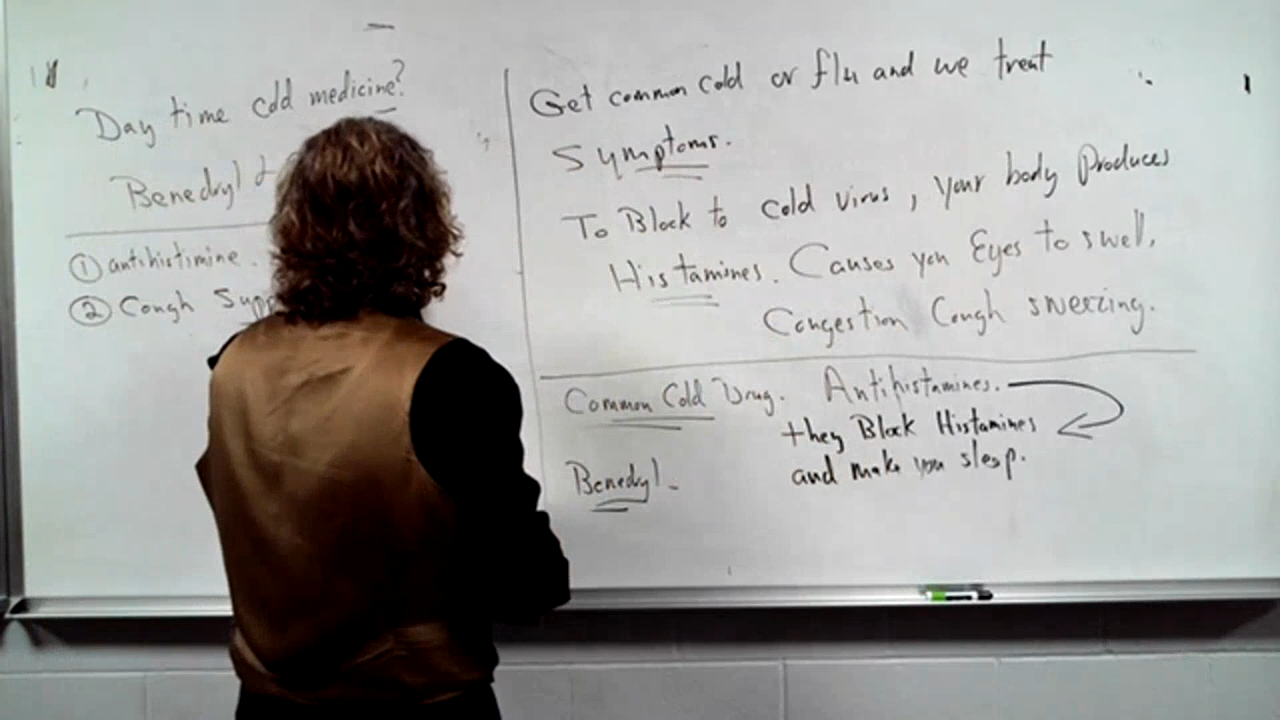 Day time cold medicine?
Benedryl &
① antihistimine.
② Cough Supp
Get common cold or flu and we treat
Symptoms.
To Block to cold virus, your body Produces
Histamines. Causes you Eyes to swell,
Congestion Cough sneezing.
Common Cold Drug. Antihistamines.
they Block Histamines
and make you sleep.
Benedryl